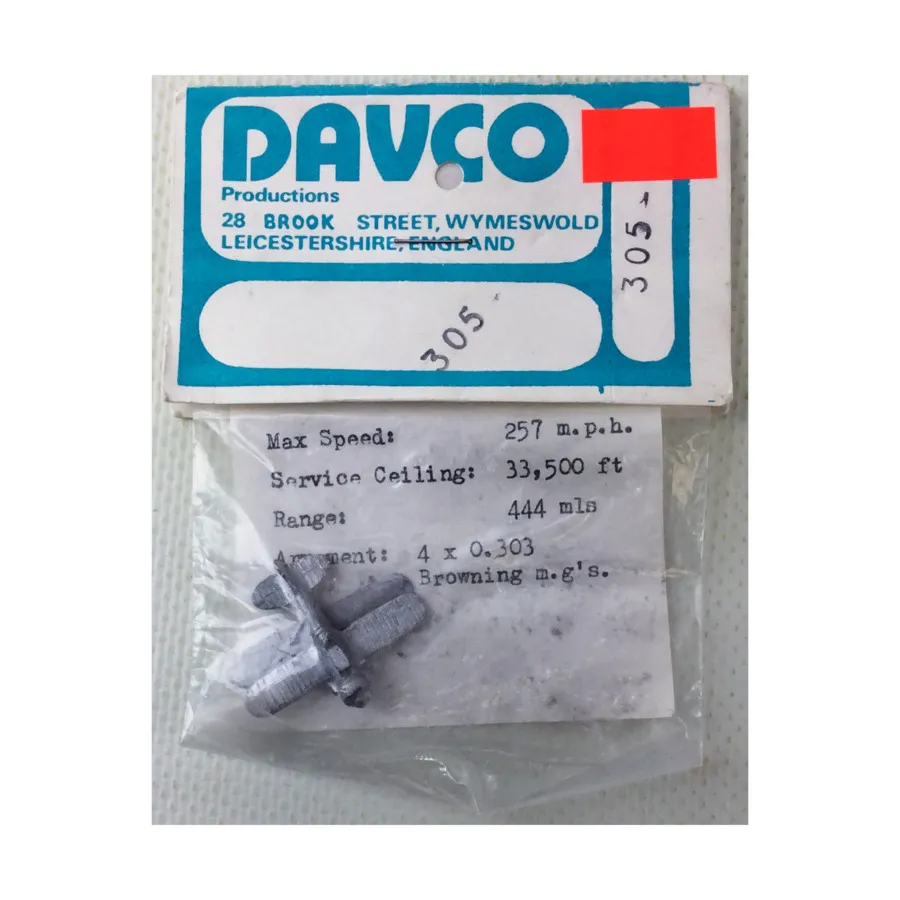 DAVCO
Productions
28 BROOK STREET, WYMESWOLD
LEICESTERSHIRE, ENGLAND
305
305
Max Speed: 257 m.p.h.
Service Ceiling: 33,500 ft
Range: 444 mls
Armament: 4 x 0.303
Browning m.g's.